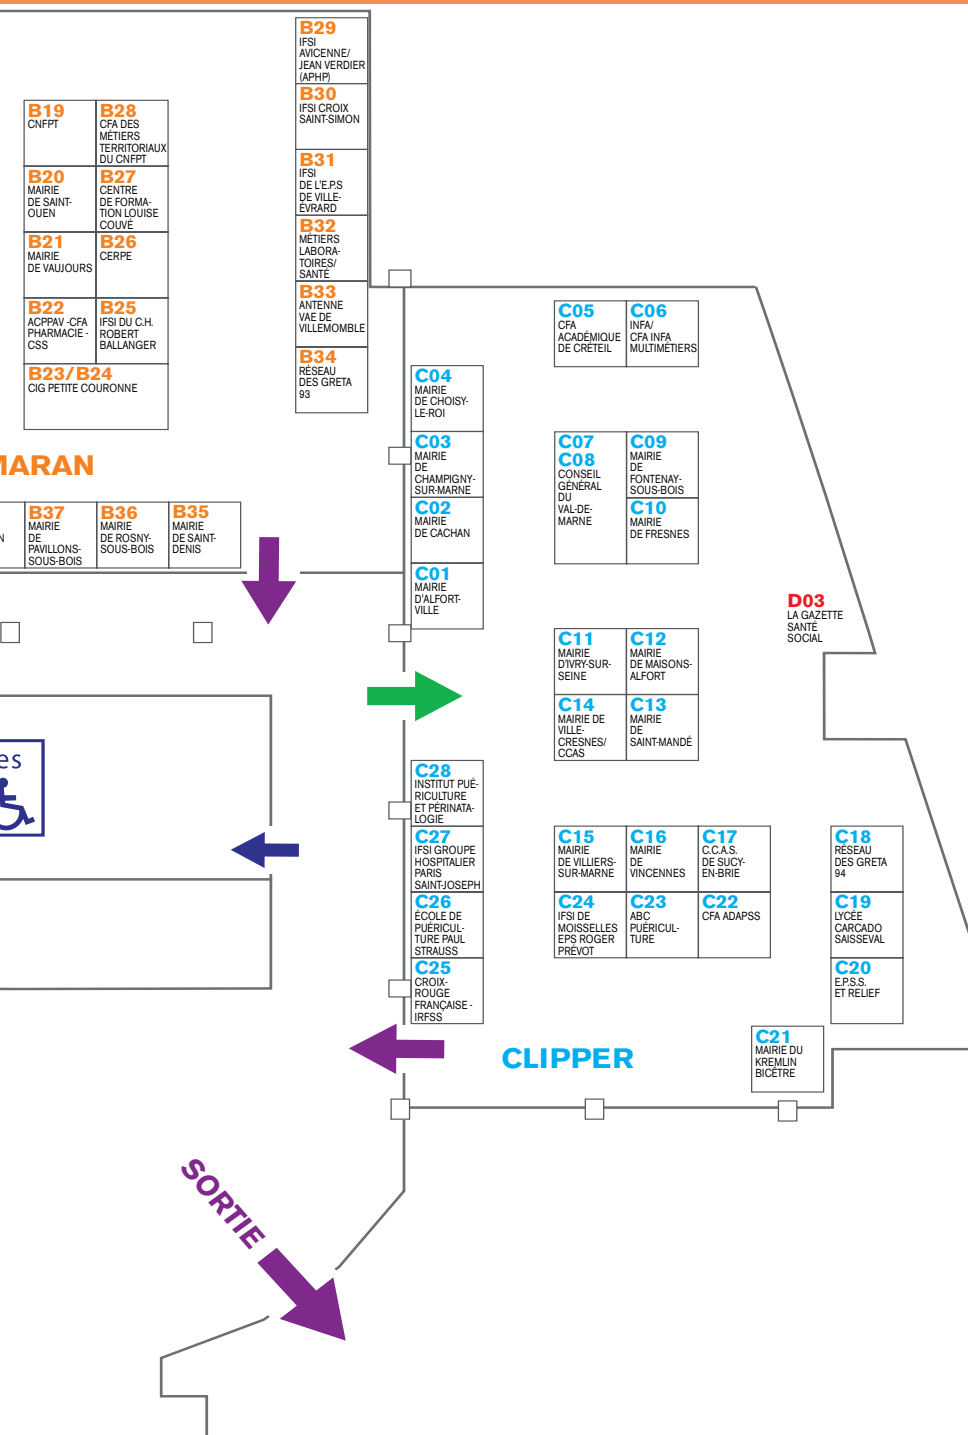 B29
IFSI
AVICENNE/
JEAN VERDIER
(APHP)
B30
IFSI CROIX
SAINT-SIMON
B31
IFSI
DE L'E.P.S
DE VILLE-
ÉVRARD
B32
MÉTIERS
LABORA-
TOIRES/
SANTÉ
B33
ANTENNE
VAE DE
VILLEMOMBLE
B34
RÉSEAU
DES GRETA
93
B19
CNFPT
B28
CFA DES
MÉTIERS
TERRITORIAUX
DU CNFPT
B20
MAIRIE
DE SAINT-
OUEN
B27
CENTRE
DE FORMA-
TION LOUISE
COUVÉ
B21
MAIRIE
DE VAUJOURS
B26
CERPE
B22
ACPPAV -CFA
PHARMACIE -
CSS
B25
IFSI DU C.H.
ROBERT
BALLANGER
B23/B24
CIG PETITE COURONNE
MARAN
N
B37
MAIRIE
DE
PAVILLONS-
SOUS-BOIS
B36
MAIRIE
DE ROSNY-
SOUS-BOIS
B35
MAIRIE
DE SAINT-
DENIS
C04
MAIRIE
DE CHOISY-
LE-ROI
C03
MAIRIE
DE
CHAMPIGNY-
SUR-MARNE
C02
MAIRIE
DE CACHAN
C01
MAIRIE
D'ALFORT-
VILLE
C05
CFA
ACADÉMIQUE
DE CRÉTEIL
C06
INFA/
CFA INFA
MULTIMÉTIERS
C07
C08
CONSEIL
GÉNÉRAL
DU
VAL-DE-
MARNE
C09
MAIRIE
DE
FONTENAY-
SOUS-BOIS
C10
MAIRIE
DE FRESNES
D03
LA GAZETTE
SANTÉ
SOCIAL
C11
MAIRIE
D'IVRY-SUR-
SEINE
C12
MAIRIE
DE MAISONS-
ALFORT
C14
MAIRIE DE
VILLE-
CRESNES/
CCAS
C13
MAIRIE
DE
SAINT-MANDÉ
es
C28
INSTITUT PUÉ-
RICULTURE
ET PÉRINATA-
LOGIE
C27
IFSI GROUPE
HOSPITALIER
PARIS
SAINT-JOSEPH
C26
ÉCOLE DE
PUÉRICUL-
TURE PAUL
STRAUSS
C25
CROIX-
ROUGE
FRANÇAISE -
IRFSS
C15
MAIRIE
DE VILLIERS-
SUR-MARNE
C16
MAIRIE
DE
VINCENNES
C17
C.C.A.S.
DE SUCY-
EN-BRIE
C24
IFSI DE
MOISSELLES
EPS ROGER
PRÉVOT
C23
ABC
PUÉRICUL-
TURE
C22
CFA ADAPSS
C18
RÉSEAU
DES GRETA
94
C19
LYCÉE
CARCADO
SAISSEVAL
C20
E.P.S.S.
ET RELIEF
C21
MAIRIE DU
KREMLIN
BICÊTRE
CLIPPER
SORTIE